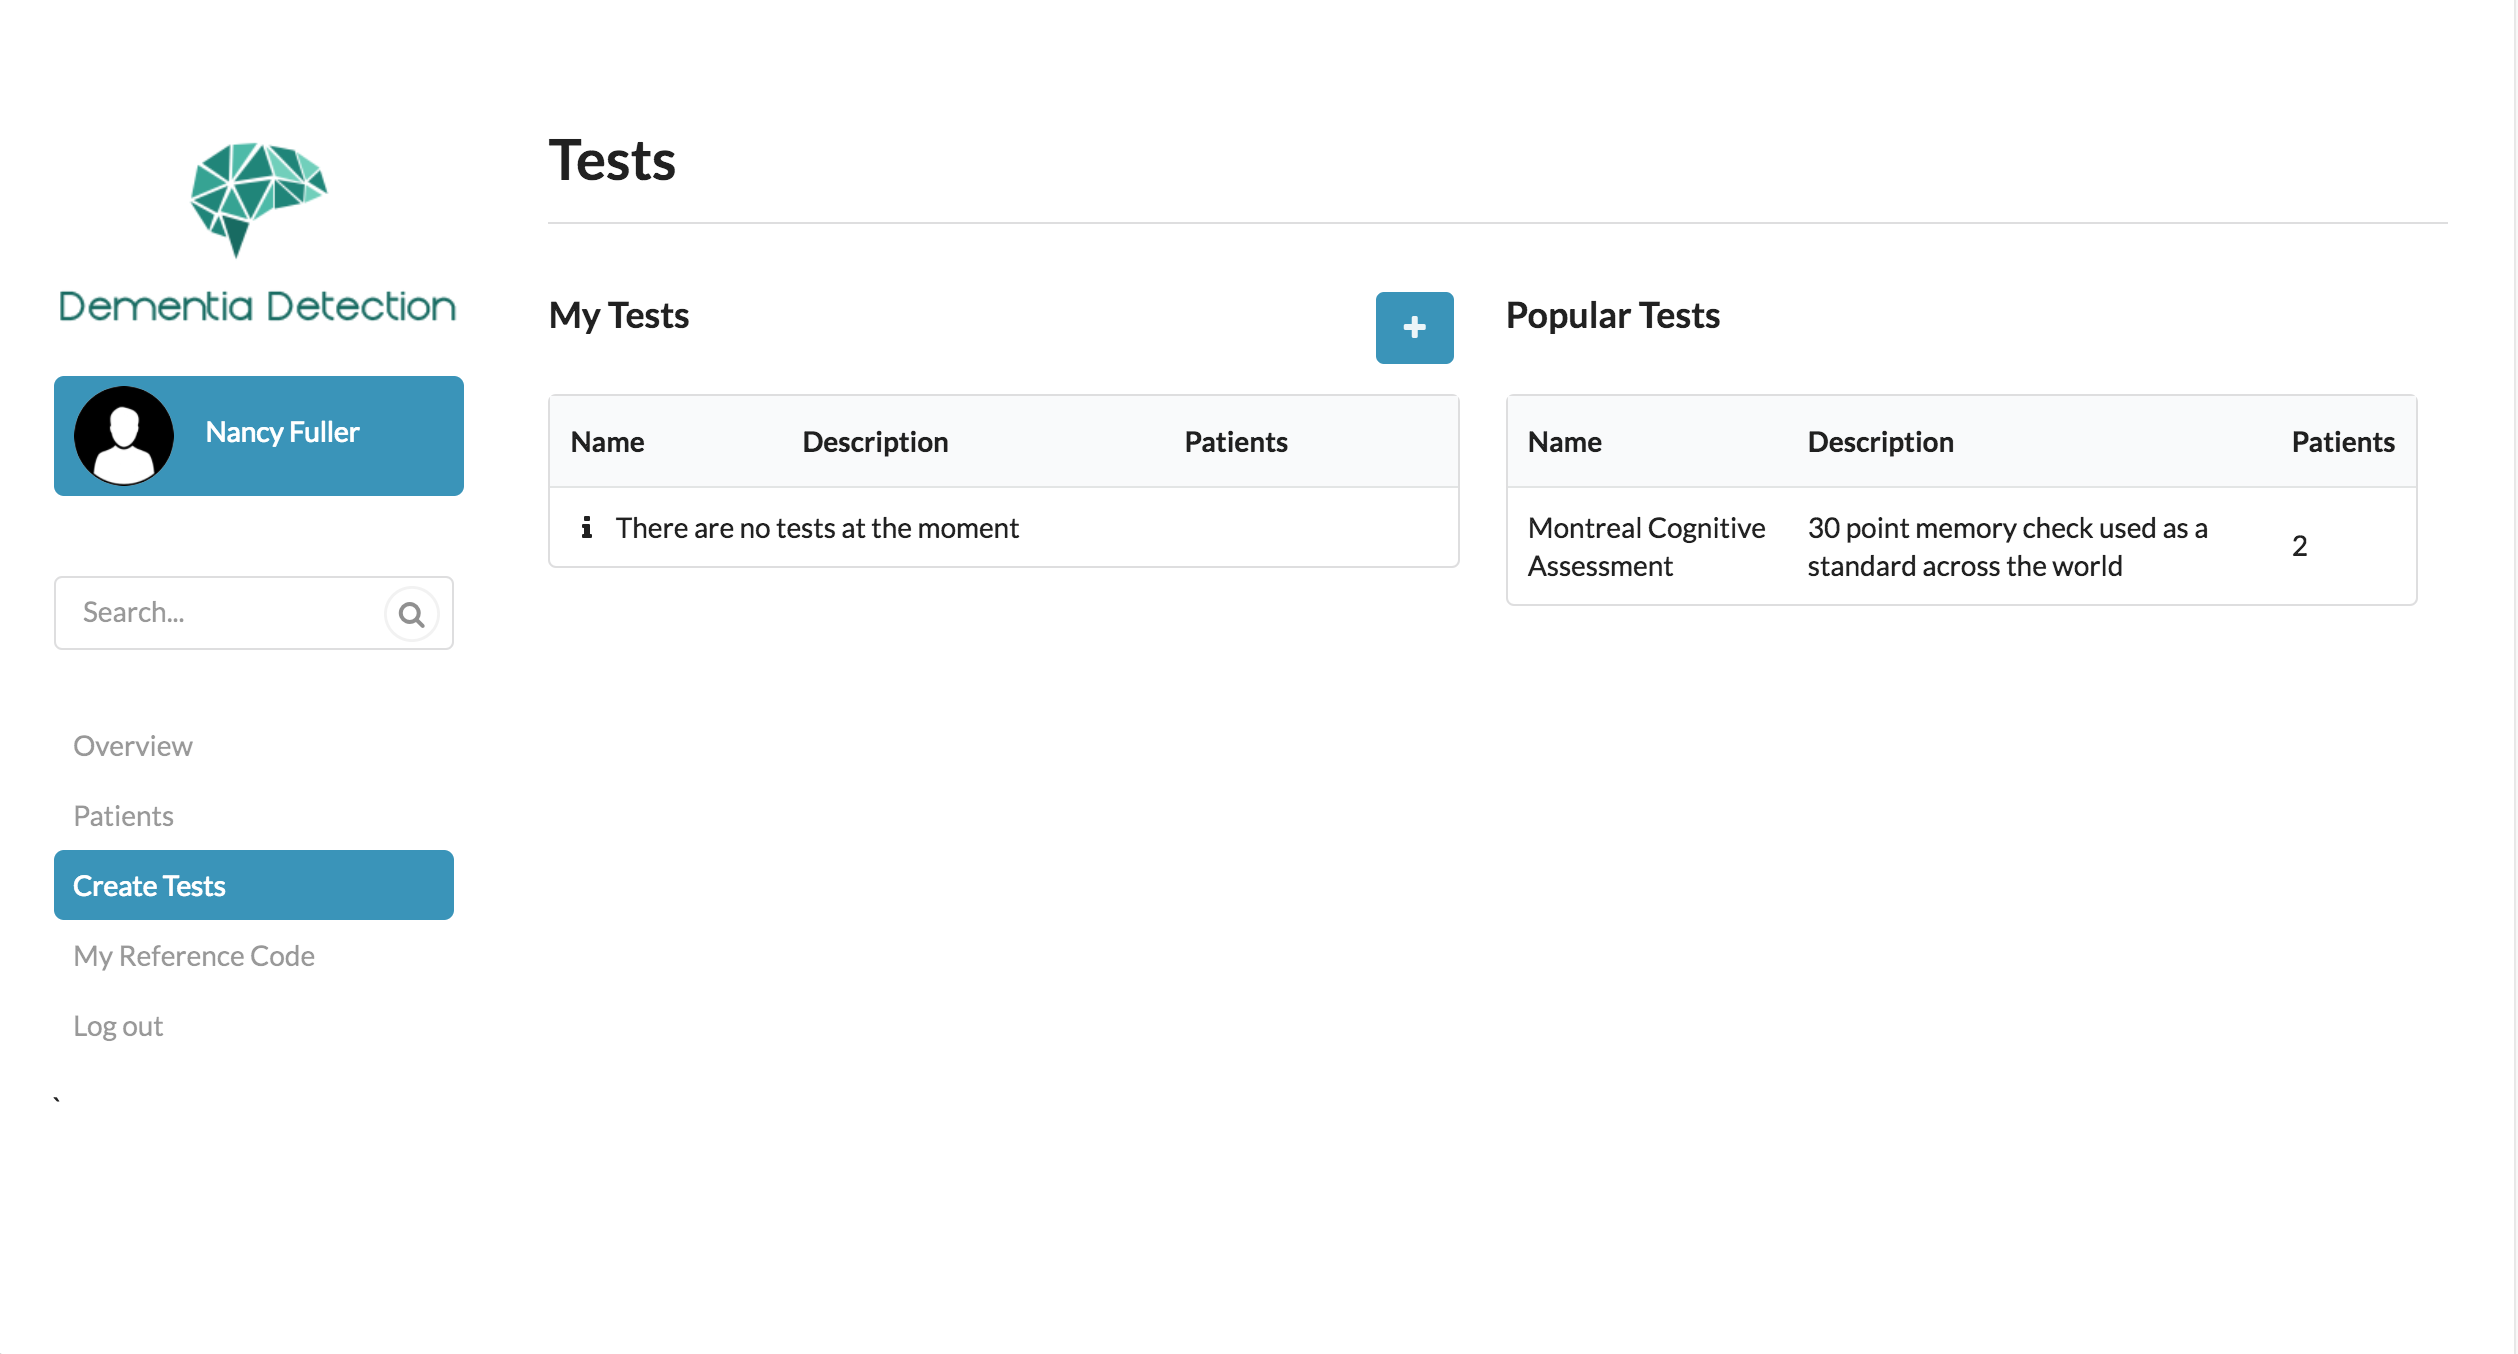 Dementia Detection
Nancy Fuller
Search...
Overview
Patients
Create Tests
My Reference Code
Log out
`
Tests
My Tests
Name Description Patients
There are no tests at the moment
Popular Tests
Name Description Patients
Montreal Cognitive
Assessment
30 point memory check used as a
standard across the world
2